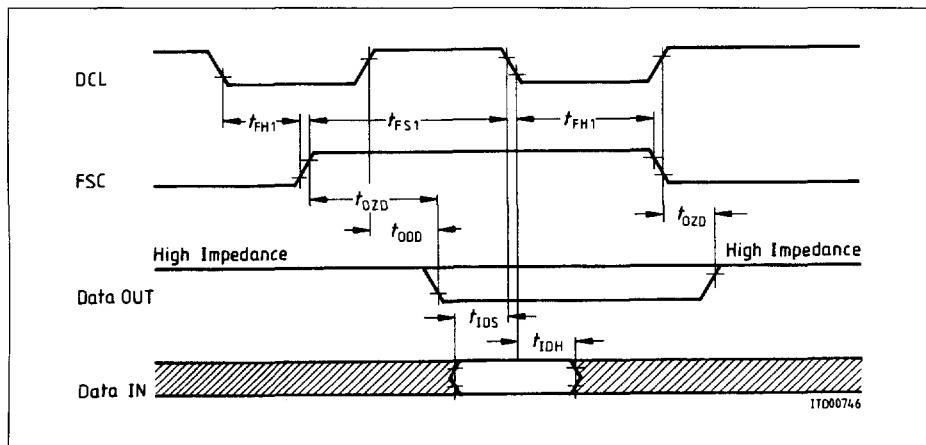 DCL
tFH1
tFS1
tFH1
FSC
tOZD
tODD
tOZD
High Impedance
High Impedance
Data OUT
tIDS
tIDH
Data IN
ITD00746